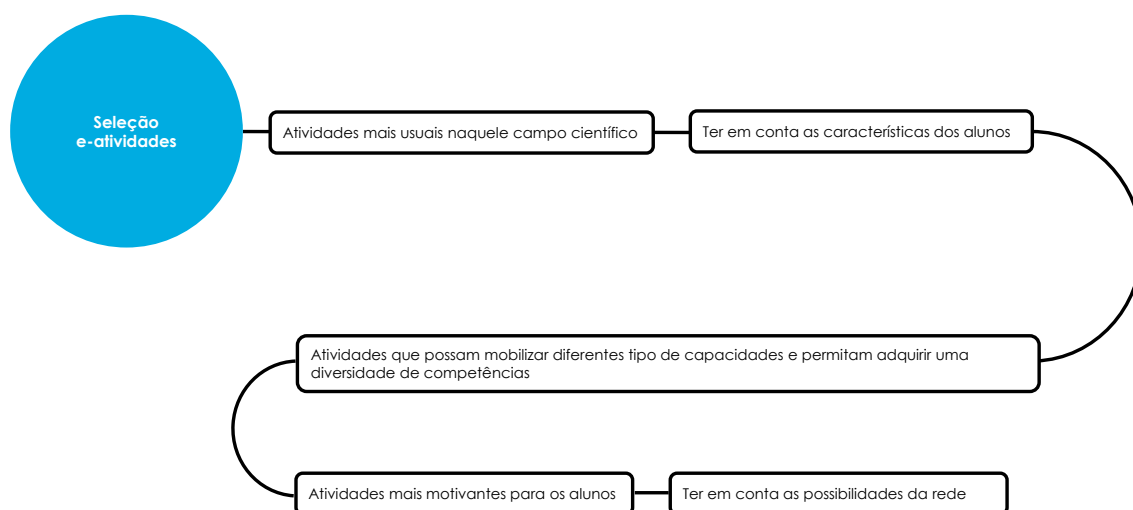 Seleção
e-atividades
Atividades mais usuais naquele campo científico
Ter em conta as características dos alunos
Atividades que possam mobilizar diferentes tipo de capacidades e permitam adquirir uma
diversidade de competências
Atividades mais motivantes para os alunos
Ter em conta as possibilidades da rede